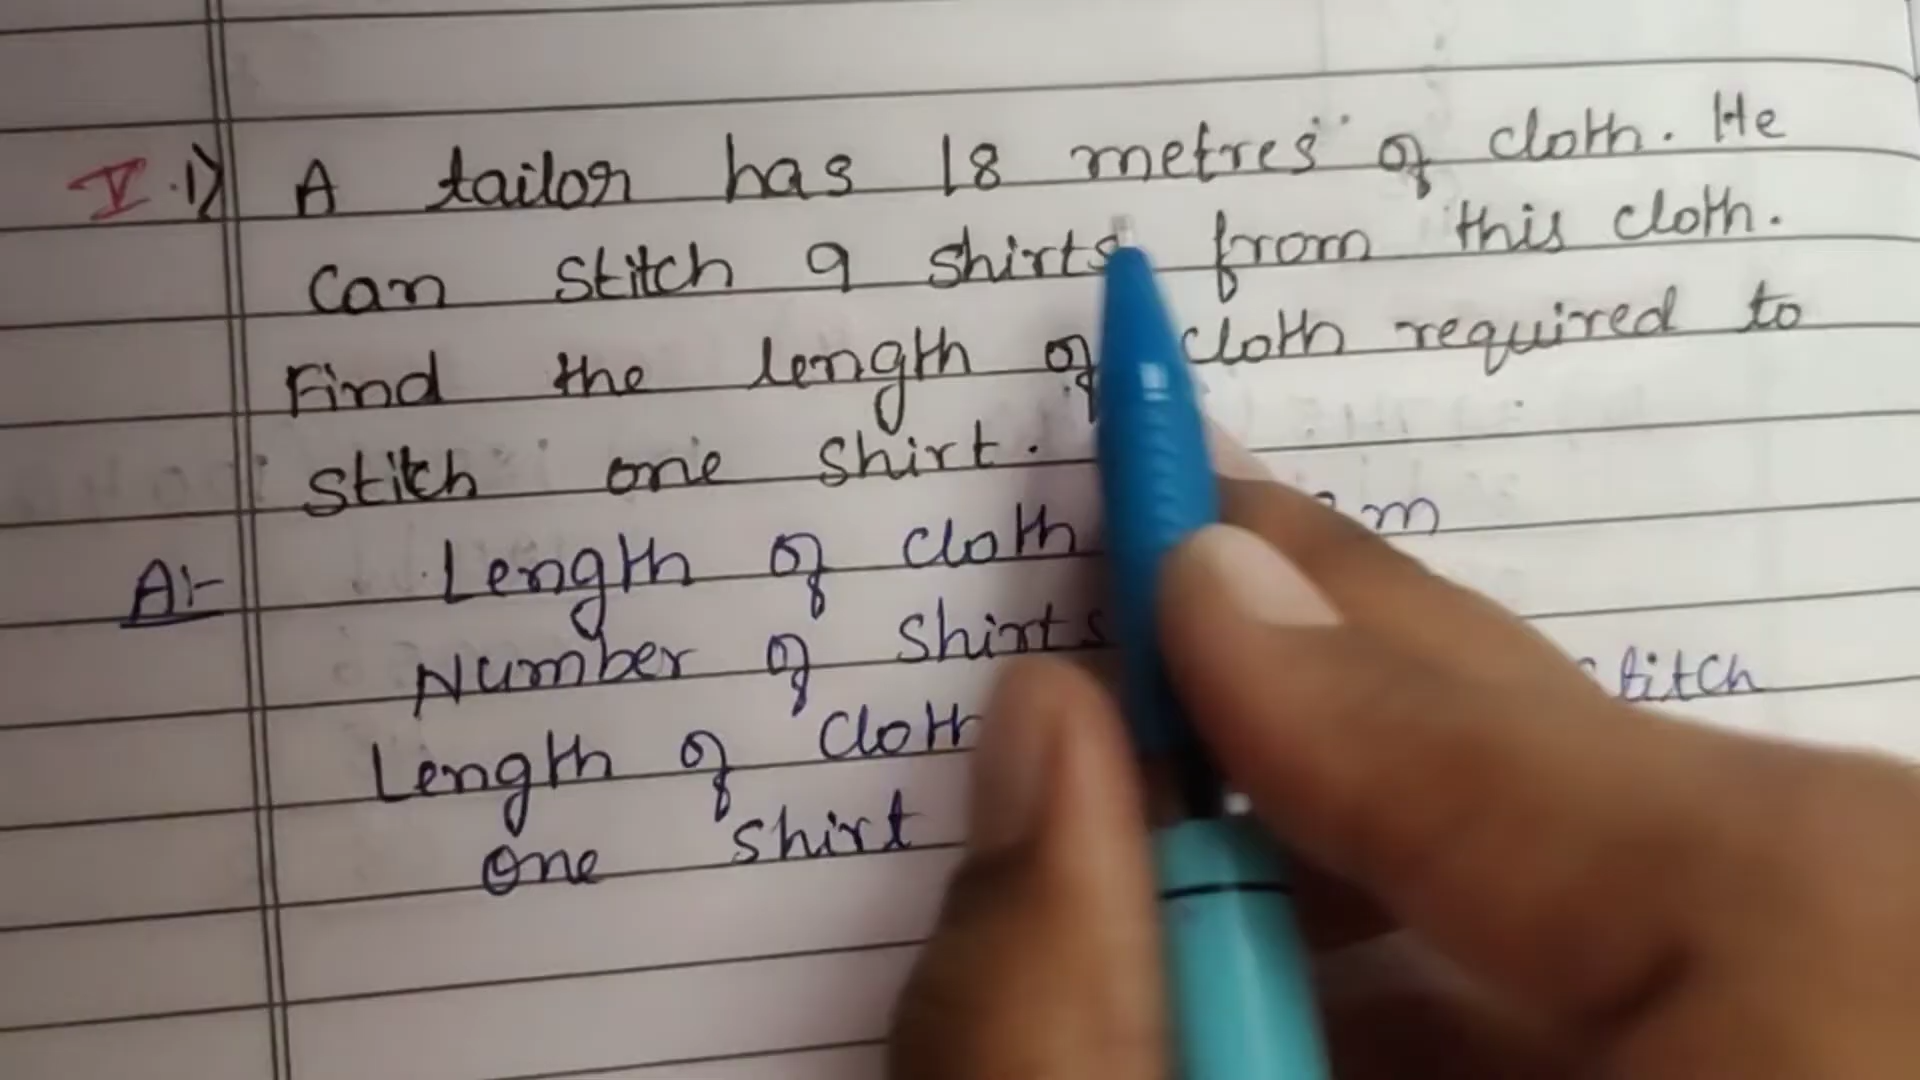 V.1) A tailor has 18 metres of cloth. He
can stitch 9 shirts from this cloth.
Find the length of cloth required to
stitch one shirt.
A:- Length of cloth m
Number of shirts stitch
Length of cloth
one shirt